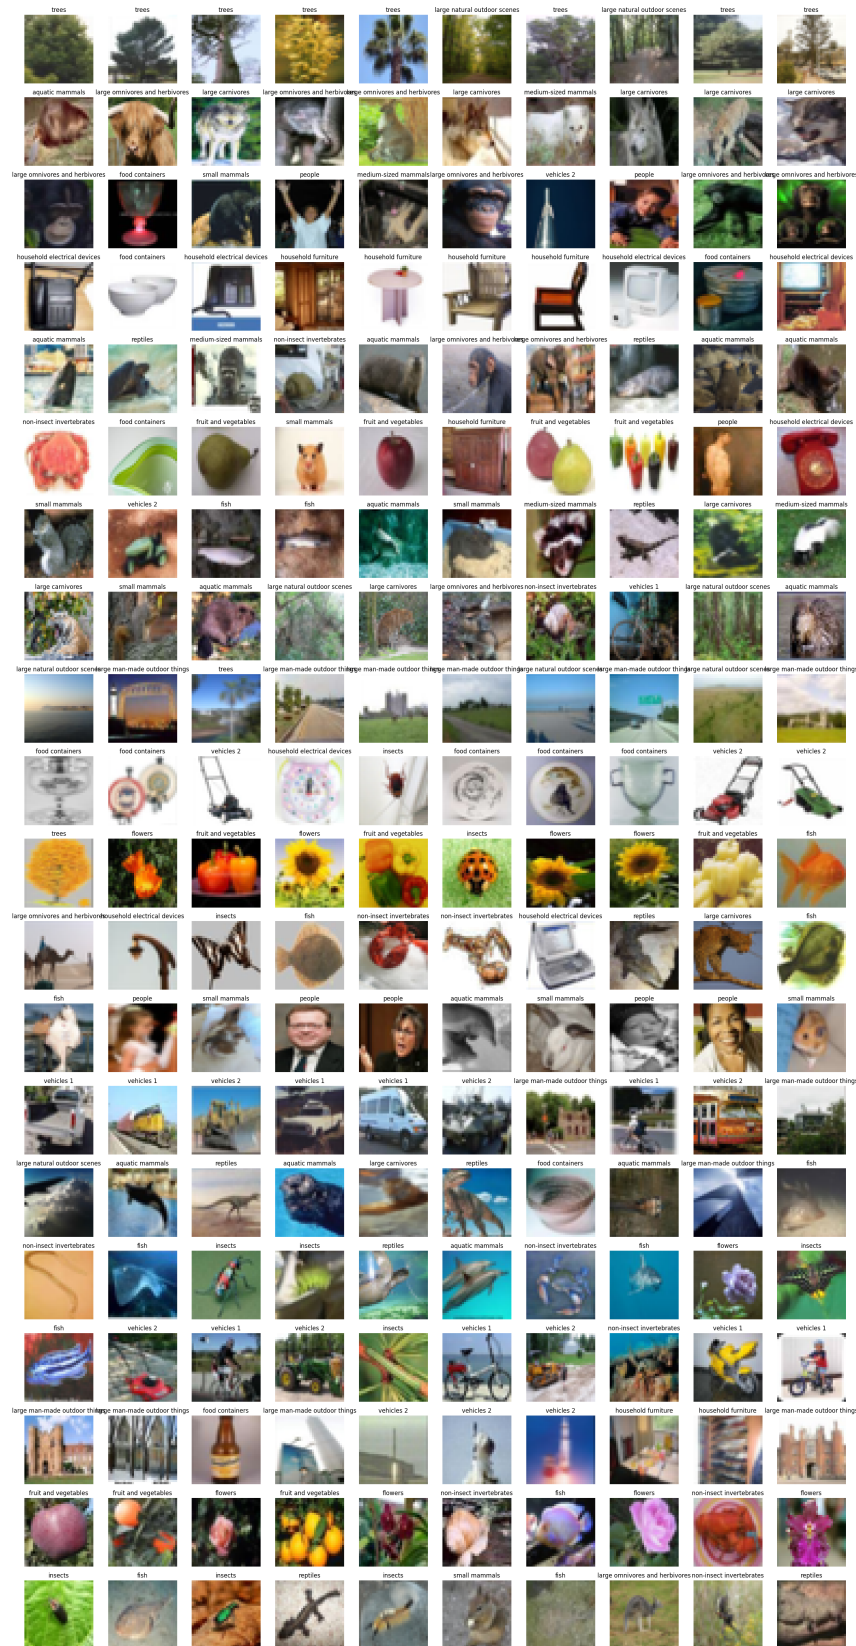 trees trees trees trees trees large natural outdoor scenes trees large natural outdoor scenes trees trees
aquatic mammals large omnivores and herbivores large carnivores large omnivores and herbivores large carnivores medium-sized mammals large carnivores large carnivores large carnivores
large omnivores and herbivores food containers small mammals people medium-sized mammals large omnivores and herbivores vehicles 2 people large omnivores and herbivores large omnivores and herbivores
household electrical devices food containers household electrical devices household furniture household furniture household furniture household furniture household electrical devices food containers household electrical devices
aquatic mammals reptiles medium-sized mammals non-insect invertebrates aquatic mammals large omnivores and herbivores large omnivores and herbivores reptiles aquatic mammals aquatic mammals
non-insect invertebrates food containers fruit and vegetables small mammals fruit and vegetables household furniture fruit and vegetables fruit and vegetables people household electrical devices
small mammals vehicles 2 fish fish aquatic mammals small mammals medium-sized mammals reptiles large carnivores medium-sized mammals
large carnivores small mammals aquatic mammals large natural outdoor scenes large carnivores large omnivores and herbivores non-insect invertebrates vehicles 1 large natural outdoor scenes aquatic mammals
large natural outdoor scenes large man-made outdoor things trees large man-made outdoor things large man-made outdoor things large man-made outdoor things large natural outdoor scenes large man-made outdoor things large natural outdoor scenes large man-made outdoor things
food containers food containers vehicles 2 household electrical devices insects food containers food containers food containers vehicles 2 vehicles 2
trees flowers fruit and vegetables flowers fruit and vegetables insects flowers flowers fruit and vegetables fish
large omnivores and herbivores household electrical devices insects fish non-insect invertebrates non-insect invertebrates household electrical devices reptiles large carnivores fish
fish people small mammals people people aquatic mammals small mammals people people small mammals
vehicles 1 vehicles 1 vehicles 2 vehicles 1 vehicles 1 vehicles 2 large man-made outdoor things vehicles 1 vehicles 2 large man-made outdoor things
large natural outdoor scenes aquatic mammals reptiles aquatic mammals large carnivores reptiles food containers aquatic mammals large man-made outdoor things fish
non-insect invertebrates fish insects insects reptiles aquatic mammals non-insect invertebrates fish flowers insects
fish vehicles 2 vehicles 1 vehicles 2 insects vehicles 1 vehicles 2 non-insect invertebrates vehicles 1 vehicles 1
large man-made outdoor things large man-made outdoor things food containers large man-made outdoor things vehicles 2 vehicles 2 vehicles 2 household furniture household furniture large man-made outdoor things
fruit and vegetables fruit and vegetables flowers fruit and vegetables flowers non-insect invertebrates fish flowers non-insect invertebrates flowers
insects fish insects reptiles insects small mammals fish large omnivores and herbivores non-insect invertebrates reptiles